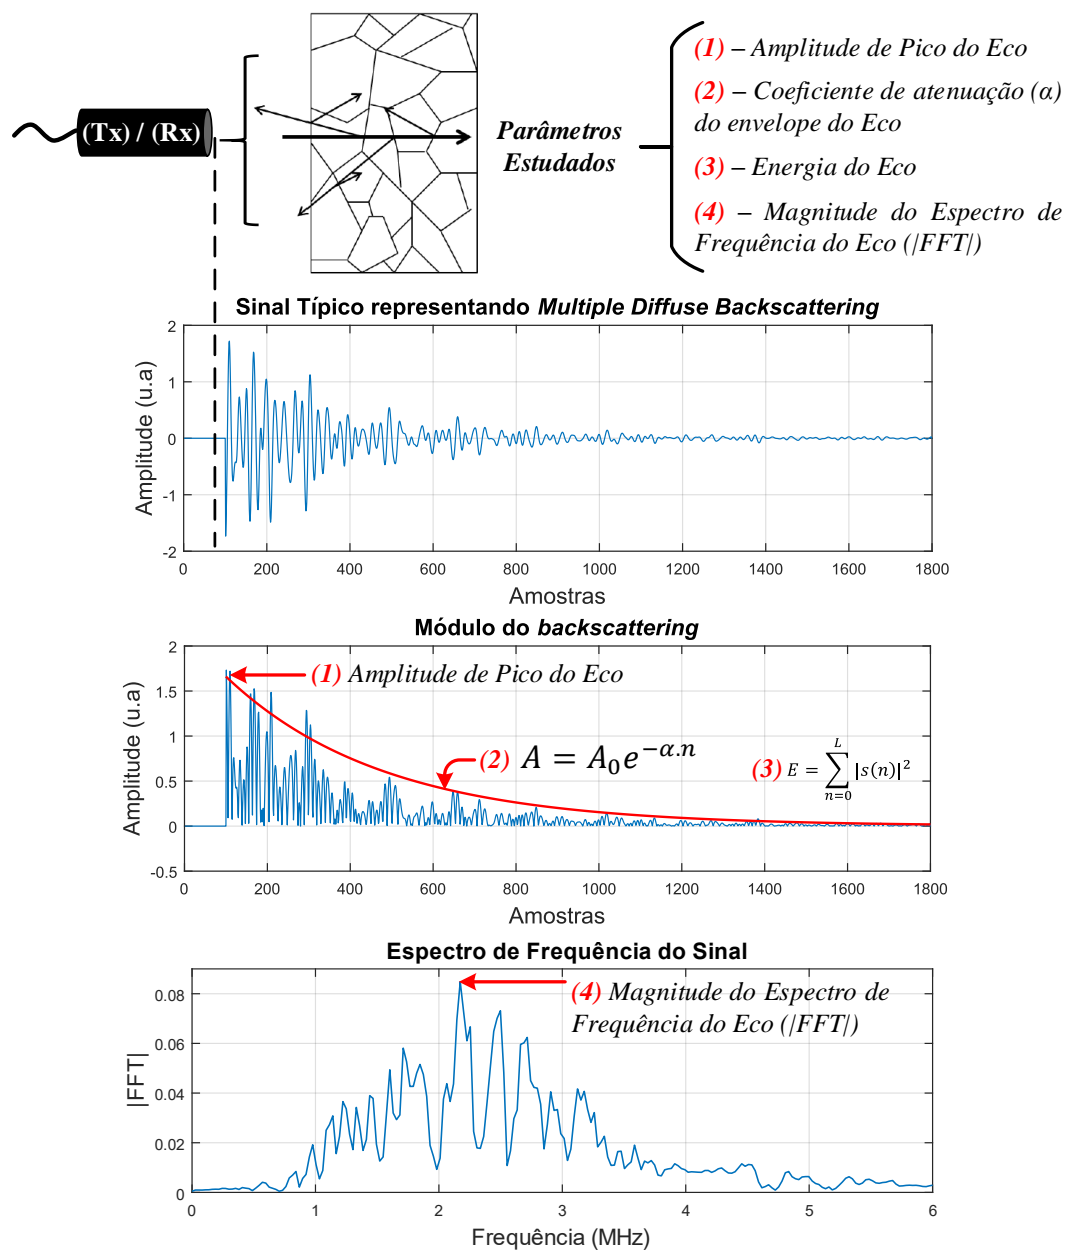 (Tx) / (Rx)
Parâmetros
Estudados
(1) – Amplitude de Pico do Eco
(2) – Coeficiente de atenuação (α)
do envelope do Eco
(3) – Energia do Eco
(4) – Magnitude do Espectro de
Frequência do Eco (|FFT|)
Sinal Típico representando Multiple Diffuse Backscattering
Amplitude (u.a)
2
1
0
-1
-2
0 200 400 600 800 1000 1200 1400 1600 1800
Amostras
Módulo do backscattering
Amplitude (u.a)
2
1.5
1
0.5
0
-0.5
(1) Amplitude de Pico do Eco
(2) A = A₀e^{-α.n}
(3) E = \sum_{n=0}^{L} |s(n)|²
0 200 400 600 800 1000 1200 1400 1600 1800
Amostras
Espectro de Frequência do Sinal
|FFT|
0.08
0.06
0.04
0.02
0
(4) Magnitude do Espectro de
Frequência do Eco (|FFT|)
0 1 2 3 4 5 6
Frequência (MHz)